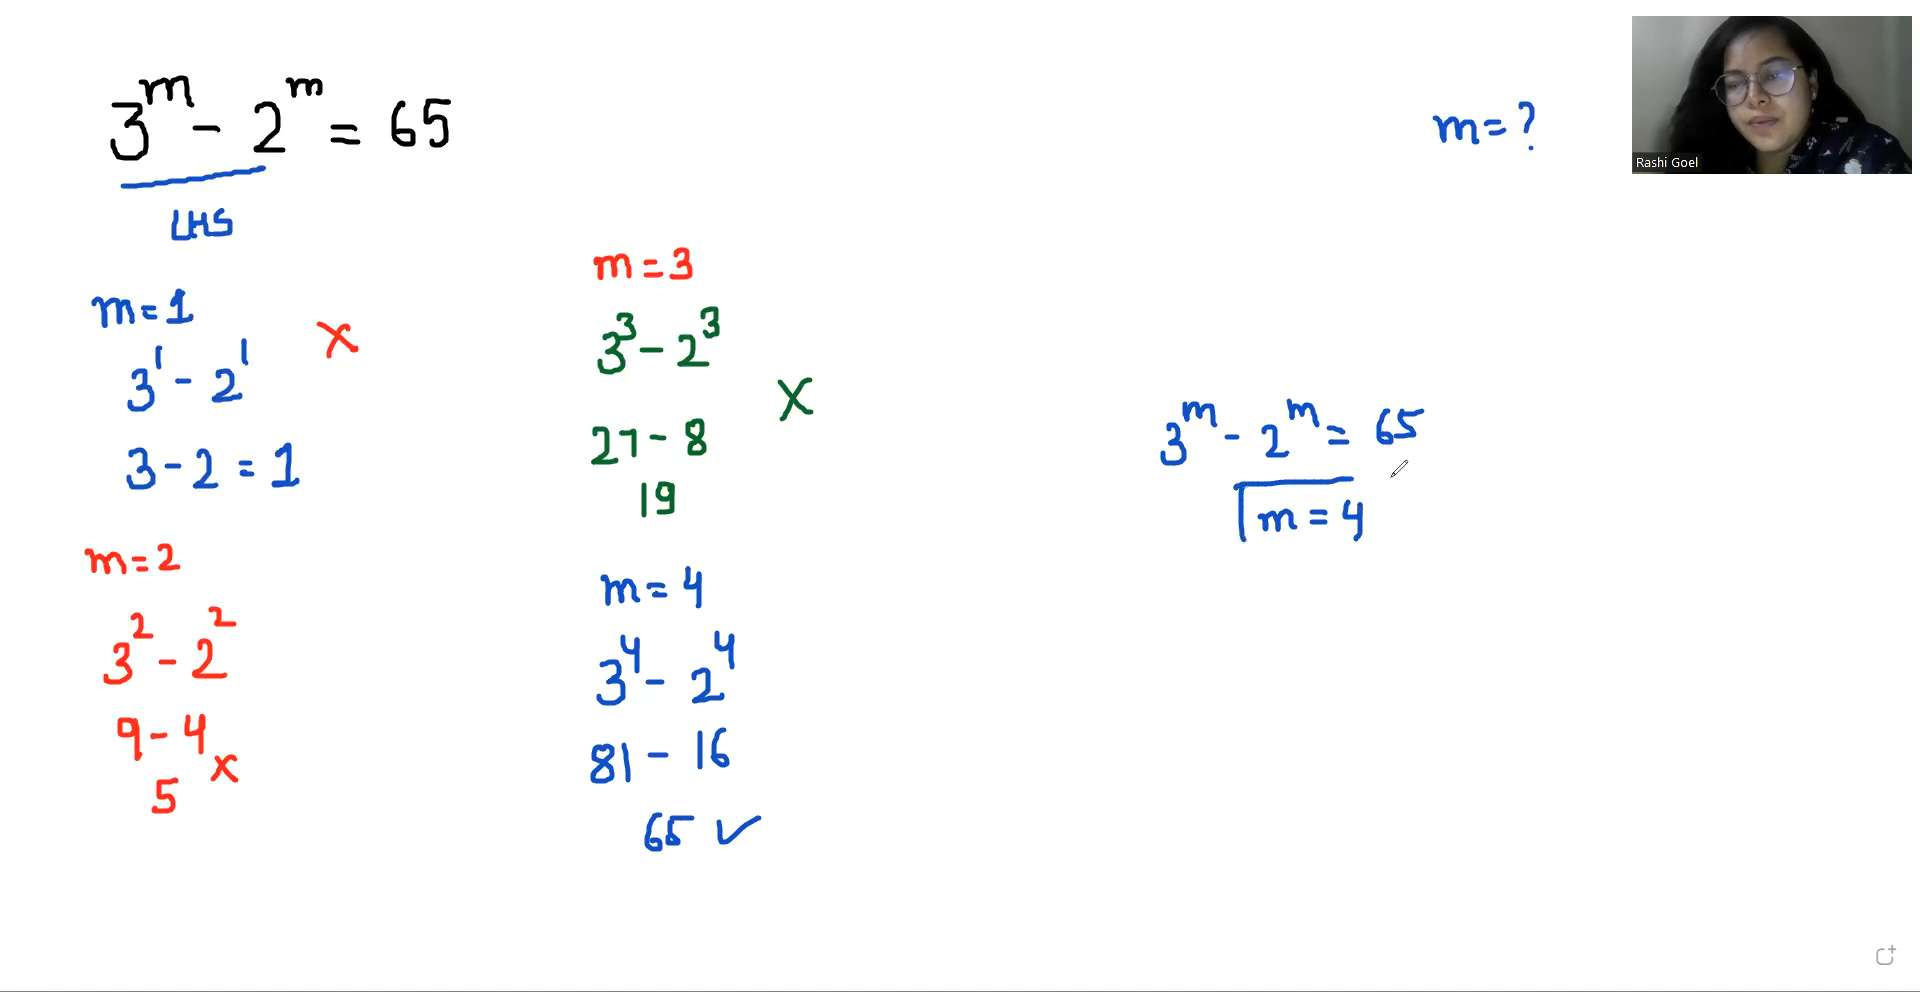 3^m - 2^m = 65
LHS
m = 1
3^1 - 2^1
3 - 2 = 1
X
m = 2
3^2 - 2^2
9 - 4
5
X
m = 3
3^3 - 2^3
27 - 8
19
X
m = 4
3^4 - 2^4
81 - 16
65 ✓
m = ?
3^m - 2^m = 65
m = 4
Rashi Goel